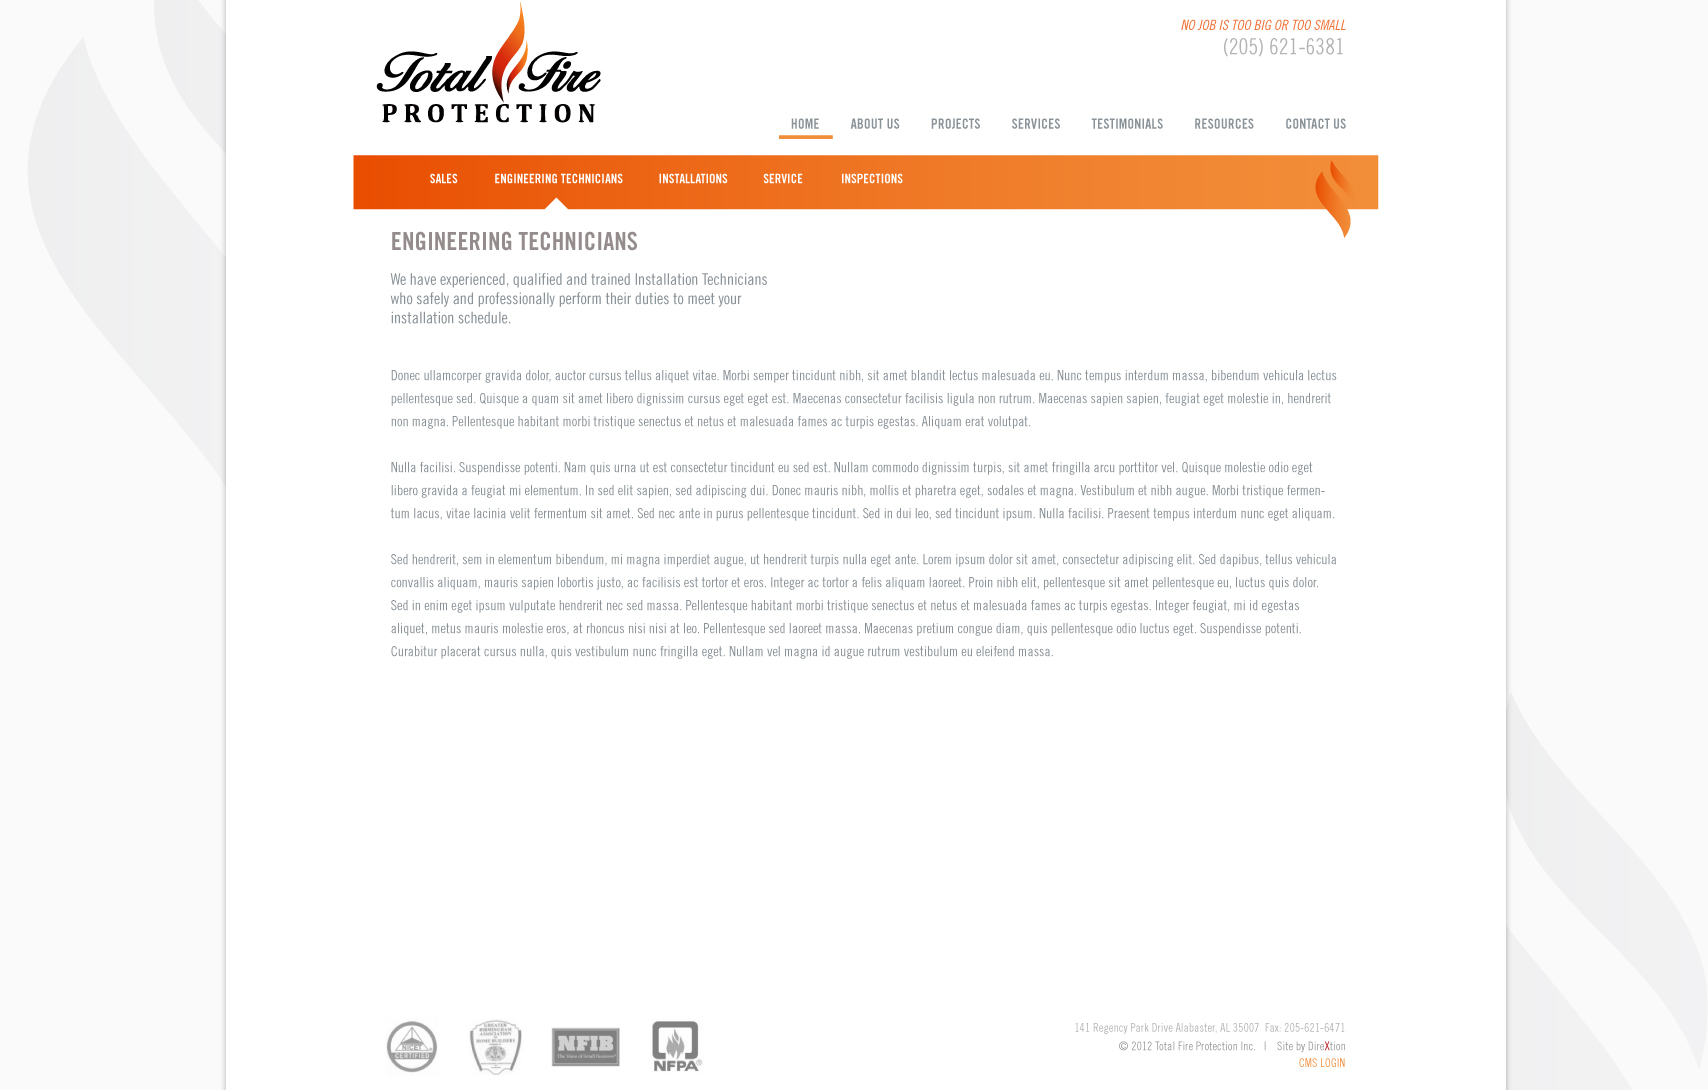 Total Fire
PROTECTION
NO JOB IS TOO BIG OR TOO SMALL
(205) 621-6381
HOME ABOUT US PROJECTS SERVICES TESTIMONIALS RESOURCES CONTACT US
SALES ENGINEERING TECHNICIANS INSTALLATIONS SERVICE INSPECTIONS
ENGINEERING TECHNICIANS
We have experienced, qualified and trained Installation Technicians
who safely and professionally perform their duties to meet your
installation schedule.
Donec ullamcorper gravida dolor, auctor cursus tellus aliquet vitae. Morbi semper tincidunt nibh, sit amet blandit lectus malesuada eu. Nunc tempus interdum massa, bibendum vehicula lectus
pellentesque sed. Quisque a quam sit amet libero dignissim cursus eget eget est. Maecenas consectetur facilisis ligula non rutrum. Maecenas sapien sapien, feugiat eget molestie in, hendrerit
non magna. Pellentesque habitant morbi tristique senectus et netus et malesuada fames ac turpis egestas. Aliquam erat volutpat.
Nulla facilisi. Suspendisse potenti. Nam quis urna ut est consectetur tincidunt eu sed est. Nullam commodo dignissim turpis, sit amet fringilla arcu porttitor vel. Quisque molestie odio eget
libero gravida a feugiat mi elementum. In sed elit sapien, sed adipiscing dui. Donec mauris nibh, mollis et pharetra eget, sodales et magna. Vestibulum et nibh augue. Morbi tristique fermen-
tum lacus, vitae lacinia velit fermentum sit amet. Sed nec ante in purus pellentesque tincidunt. Sed in dui leo, sed tincidunt ipsum. Nulla facilisi. Praesent tempus interdum nunc eget aliquam.
Sed hendrerit, sem in elementum bibendum, mi magna imperdiet augue, ut hendrerit turpis nulla eget ante. Lorem ipsum dolor sit amet, consectetur adipiscing elit. Sed dapibus, tellus vehicula
convallis aliquam, mauris sapien lobortis justo, ac facilisis est tortor et eros. Integer ac tortor a felis aliquam laoreet. Proin nibh elit, pellentesque sit amet pellentesque eu, luctus quis dolor.
Sed in enim eget ipsum vulputate hendrerit nec sed massa. Pellentesque habitant morbi tristique senectus et netus et malesuada fames ac turpis egestas. Integer feugiat, mi id egestas
aliquet, metus mauris molestie eros, at rhoncus nisi nisi at leo. Pellentesque sed laoreet massa. Maecenas pretium congue diam, quis pellentesque odio luctus eget. Suspendisse potenti.
Curabitur placerat cursus nulla, quis vestibulum nunc fringilla eget. Nullam vel magna id augue rutrum vestibulum eu eleifend massa.
NICET
CERTIFIED
GREATER
BIRMINGHAM
ASSOCIATION
HOME BUILDERS
NFIB
The Voice of Small Business
NFPA®
141 Regency Park Drive Alabaster, AL 35007 Fax: 205-621-6471
© 2012 Total Fire Protection Inc. | Site by DireXtion
CMS LOGIN